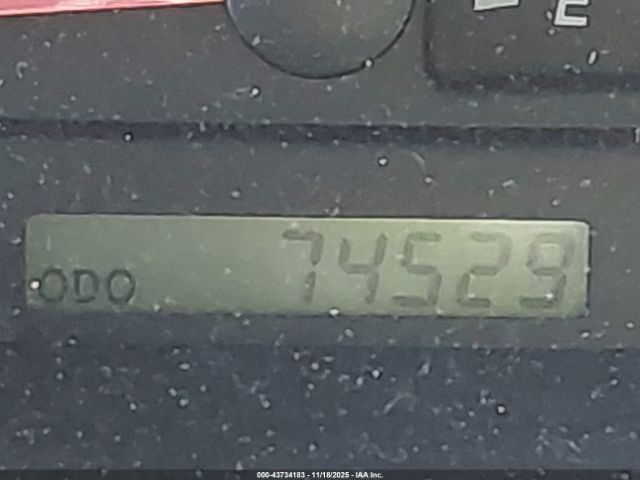 E
ODO 74529
000-43734183 - 11/18/2025 - IAA Inc.